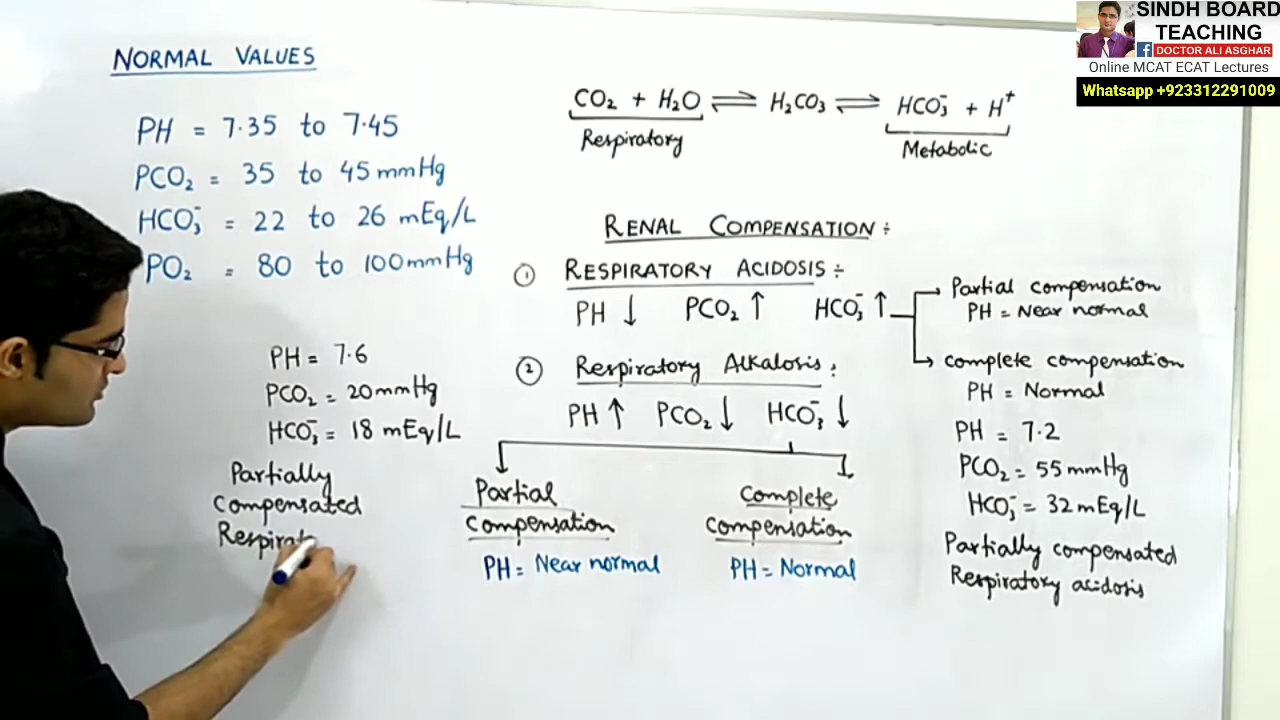 SINDH BOARD
TEACHING
f DOCTOR ALI ASGHAR
Online MCAT ECAT Lectures
Whatsapp +923312291009
NORMAL VALUES
PH = 7.35 to 7.45
PCO₂ = 35 to 45 mmHg
HCO₃⁻ = 22 to 26 mEq/L
PO₂ = 80 to 100 mmHg
CO₂ + H₂O ⇌ H₂CO₃ ⇌ HCO₃⁻ + H⁺
Respiratory
Metabolic
RENAL COMPENSATION :
① RESPIRATORY ACIDOSIS :-
PH ↓ PCO₂ ↑ HCO₃⁻ ↑
Partial compensation
PH = Near normal
complete compensation
PH = Normal
PH = 7.2
PCO₂ = 55 mmHg
HCO₃⁻ = 32 mEq/L
Partially compensated
Respiratory acidosis
② Respiratory Alkalosis :
PH ↑ PCO₂ ↓ HCO₃⁻ ↓
Partial
compensation
PH = Near normal
Complete
compensation
PH = Normal
PH = 7.6
PCO₂ = 20 mmHg
HCO₃⁻ = 18 mEq/L
Partially
compensated
Respirat